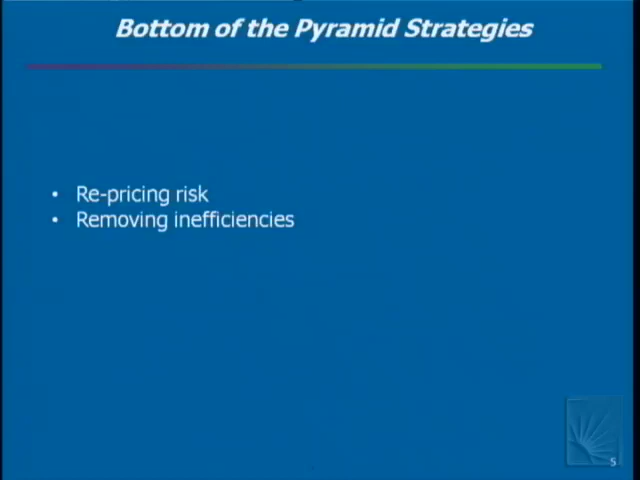 Bottom of the Pyramid Strategies
• Re-pricing risk
• Removing inefficiencies
5